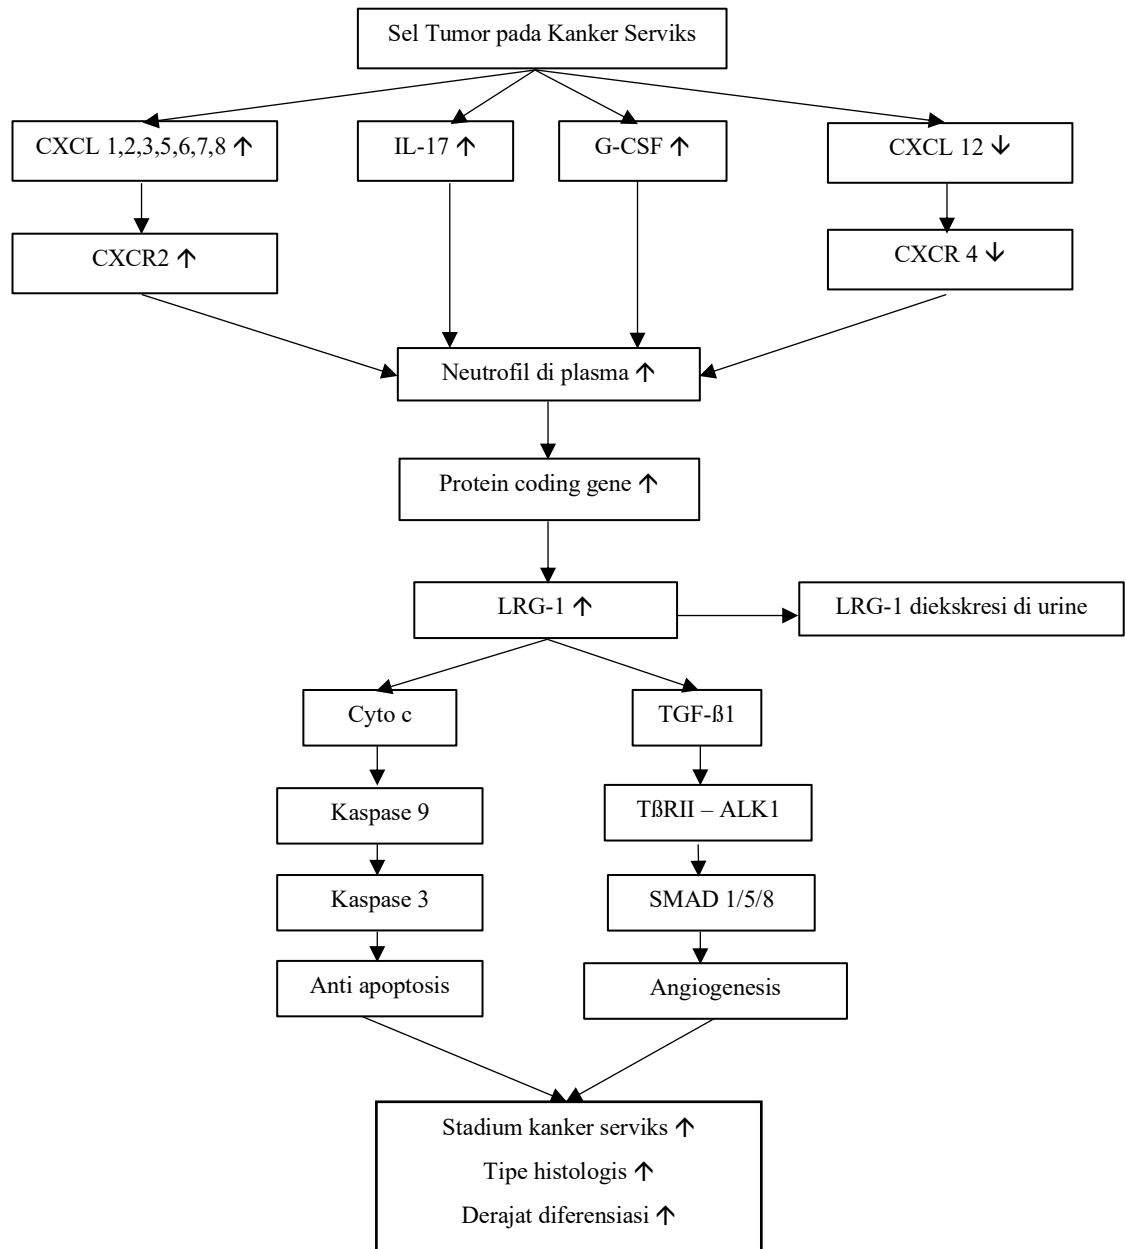 Sel Tumor pada Kanker Serviks
CXCL 1,2,3,5,6,7,8 ↑
IL-17 ↑
G-CSF ↑
CXCL 12 ↓
CXCR2 ↑
CXCR 4 ↓
Neutrofil di plasma ↑
Protein coding gene ↑
LRG-1 ↑
LRG-1 diekskresi di urine
Cyto c
TGF-ß1
Kaspase 9
TßRII – ALK1
Kaspase 3
SMAD 1/5/8
Anti apoptosis
Angiogenesis
Stadium kanker serviks ↑
Tipe histologis ↑
Derajat diferensiasi ↑